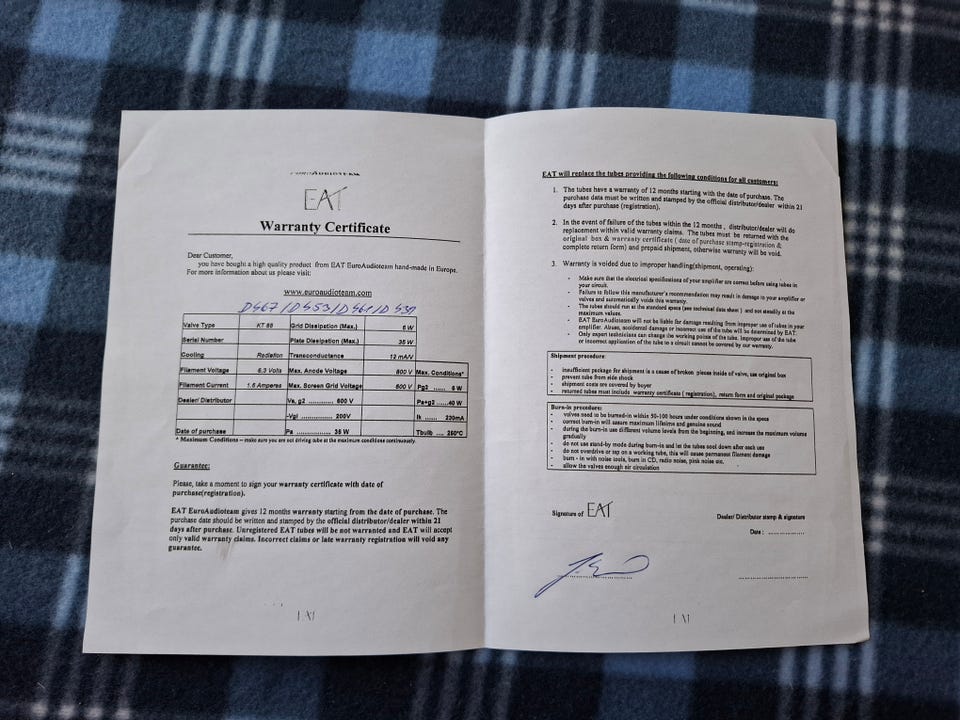 EUROAUDIOTEAM
EAT
Warranty Certificate
Dear Customer,
you have bought a high quality product from EAT EuroAudioteam hand-made in Europe.
For more information about us please visit:
www.euroaudioteam.com
Valve Type KT 88 Grid Dissipation (Max.) 6 W
Serial Number Plate Dissipation (Max.) 35 W
Cooling Radiation Transconductance 12 mA/V
Filament Voltage 6.3 Volts Max. Anode Voltage 800 V Max. Conditions*
Filament Current 1.6 Amperes Max. Screen Grid Voltage 600 V Pg2 ...... 6 W
Dealer/ Distributor Va, g2 ............. 600 V Pa+g2 .....40 W
-Vgl .............. 200V Ik ....... 230mA
Date of purchase Pa ................. 35 W Tbulb .... 250°C
* Maximum Conditions – make sure you are not driving tube at the maximum conditions continuously.
Guarantee:
Please, take a moment to sign your warranty certificate with date of
purchase(registration).
EAT EuroAudioteam gives 12 months warranty starting from the date of purchase. The
purchase date should be written and stamped by the official distributor/dealer within 21
days after purchase. Unregistered EAT tubes will be not warranted and EAT will accept
only valid warranty claims. Incorrect claims or late warranty registration will void any
guarantee.
EAT
EAT will replace the tubes providing the following conditions for all customers:
1. The tubes have a warranty of 12 months starting with the date of purchase. The
purchase date must be written and stamped by the official distributor/dealer within 21
days after purchase (registration).
2. In the event of failure of the tubes within the 12 months , distributor/dealer will do
replacement within valid warranty claims. The tubes must be returned with the
original box & warranty certificate ( date of purchase stamp-registration &
complete return form) and prepaid shipment, otherwise warranty will be void.
3. Warranty is voided due to improper handling(shipment, operating):
• Make sure that the electrical specifications of your amplifier are correct before using tubes in
your circuit.
• Failure to follow this manufacturer's recommendation may result in damage to your amplifier or
valves and automatically voids this warranty.
• The tubes should run at the standard specs (see technical data sheet ) and not steadily at the
maximum values.
• EAT EuroAudioteam will not be liable for damage resulting from improper use of tubes in your
amplifier. Abuse, accidental damage or incorrect use of the tube will be determined by EAT.
• Only expert technicians can change the working points of the tube. Improper use of the tube
or incorrect application of the tube in a circuit cannot be covered by our warranty.
Shipment procedure:
• insufficient package for shipment is a cause of broken pieces inside of valve, use original box
• prevent tube from side shock
• shipment costs are covered by buyer
• returned tubes must include warranty certificate ( registration), return form and original package
Burn-in procedure:
• valves need to be burned-in within 50-100 hours under conditions shown in the specs
• correct burn-in will assure maximum lifetime and genuine sound
• during the burn-in use different volume levels from the beginning, and increase the maximum volume
gradually
• do not use stand-by mode during burn-in and let the tubes cool down after each use
• do not overdrive or tap on a working tube, this will cause permanent filament damage
• burn - in with noise tools, burn in CD, radio noise, pink noise etc.
• allow the valves enough air circulation
Signature of EAT
Dealer/ Distributor stamp & signature
Date : ..............
EAT